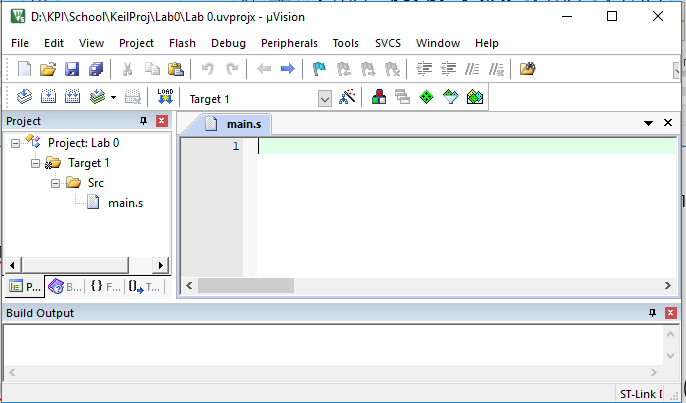 D:\KPI\School\KeilProj\Lab0\Lab 0.uvprojx - µVision
File Edit View Project Flash Debug Peripherals Tools SVCS Window Help
LOAD Target 1
Project
Project: Lab 0
Target 1
Src
main.s
P... B... {} F... {} T...
main.s
1
Build Output
ST-Link